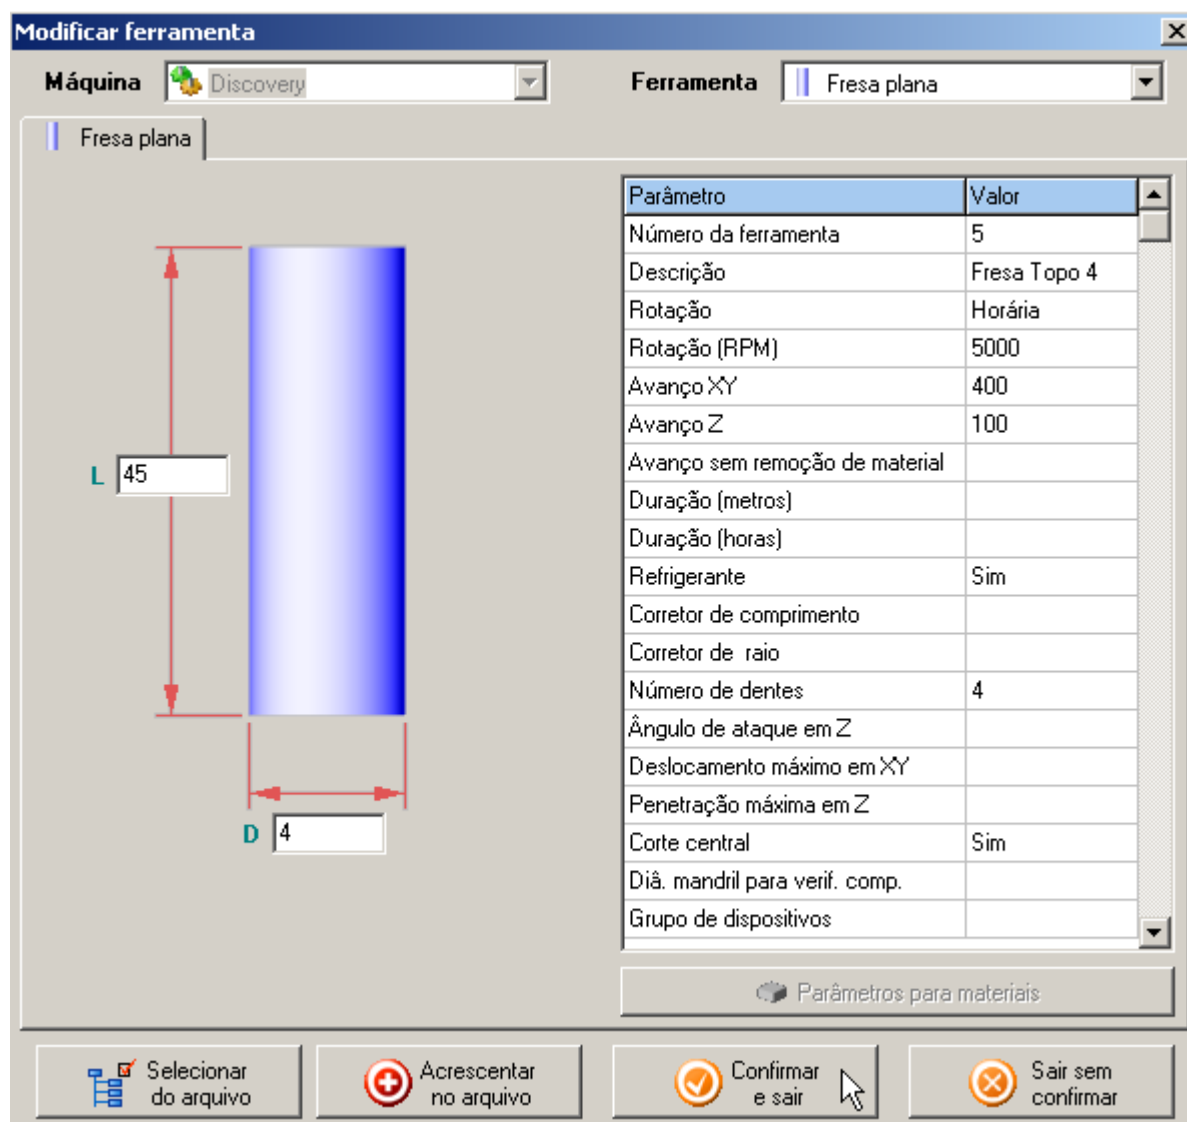 Modificar ferramenta
Máquina Discovery Ferramenta Fresa plana
Fresa plana
Parâmetro Valor
Número da ferramenta 5
Descrição Fresa Topo 4
Rotação Horária
Rotação (RPM) 5000
Avanço XY 400
Avanço Z 100
Avanço sem remoção de material
Duração (metros)
Duração (horas)
Refrigerante Sim
Corretor de comprimento
Corretor de  raio
Número de dentes 4
Ângulo de ataque em Z
Deslocamento máximo em XY
Penetração máxima em Z
Corte central Sim
Diâ. mandril para verif. comp.
Grupo de dispositivos
L 45
D 4
Parâmetros para materiais
Selecionar
do arquivo
Acrescentar
no arquivo
Confirmar
e sair
Sair sem
confirmar